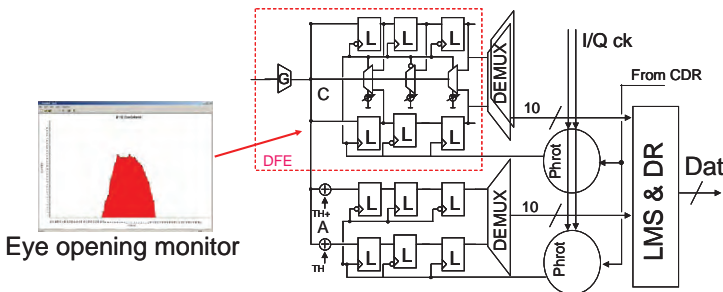 G
C
L
L
L
L
L
L
DFE
DEMUX
10
I/Q ck
From CDR
Phrot
LMS & DR
Dat
TH+
A
TH
L
L
L
L
L
L
DEMUX
10
Phrot
Eye opening monitor